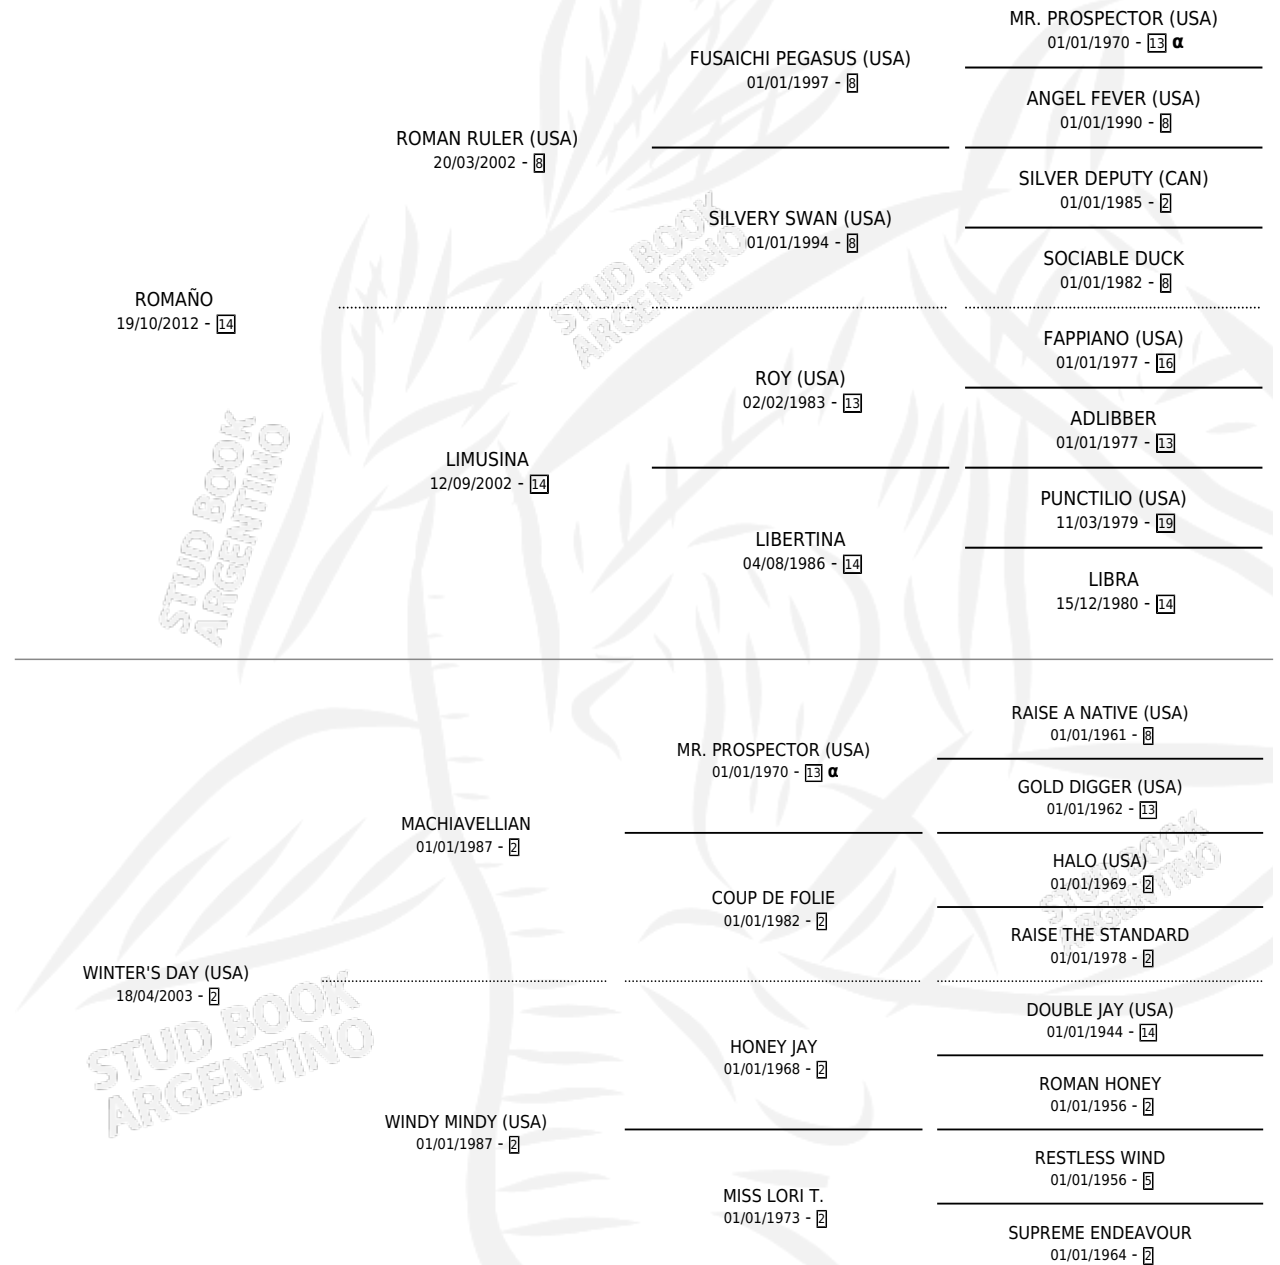 MR. PROSPECTOR (USA)
01/01/1970 - 13 α
FUSAICHI PEGASUS (USA)
01/01/1997 - 8
ANGEL FEVER (USA)
01/01/1990 - 8
ROMAN RULER (USA)
20/03/2002 - 8
SILVER DEPUTY (CAN)
01/01/1985 - 2
SILVERY SWAN (USA)
01/01/1994 - 8
SOCIABLE DUCK
01/01/1982 - 8
ROMAÑO
19/10/2012 - 14
FAPPIANO (USA)
01/01/1977 - 16
ROY (USA)
02/02/1983 - 13
ADLIBBER
01/01/1977 - 13
LIMUSINA
12/09/2002 - 14
PUNCTILIO (USA)
11/03/1979 - 19
LIBERTINA
04/08/1986 - 14
LIBRA
15/12/1980 - 14
RAISE A NATIVE (USA)
01/01/1961 - 8
MR. PROSPECTOR (USA)
01/01/1970 - 13 α
GOLD DIGGER (USA)
01/01/1962 - 13
MACHIAVELLIAN
01/01/1987 - 2
HALO (USA)
01/01/1969 - 2
COUP DE FOLIE
01/01/1982 - 2
RAISE THE STANDARD
01/01/1978 - 2
WINTER'S DAY (USA)
18/04/2003 - 2
DOUBLE JAY (USA)
01/01/1944 - 14
HONEY JAY
01/01/1968 - 2
ROMAN HONEY
01/01/1956 - 2
WINDY MINDY (USA)
01/01/1987 - 2
RESTLESS WIND
01/01/1956 - 5
MISS LORI T.
01/01/1973 - 2
SUPREME ENDEAVOUR
01/01/1964 - 2
STUD BOOK
ARGENTINO
STUD BOOK
ARGENTINO
STUD BOOK
ARGENTINO
STUD BOOK
ARGENTINO